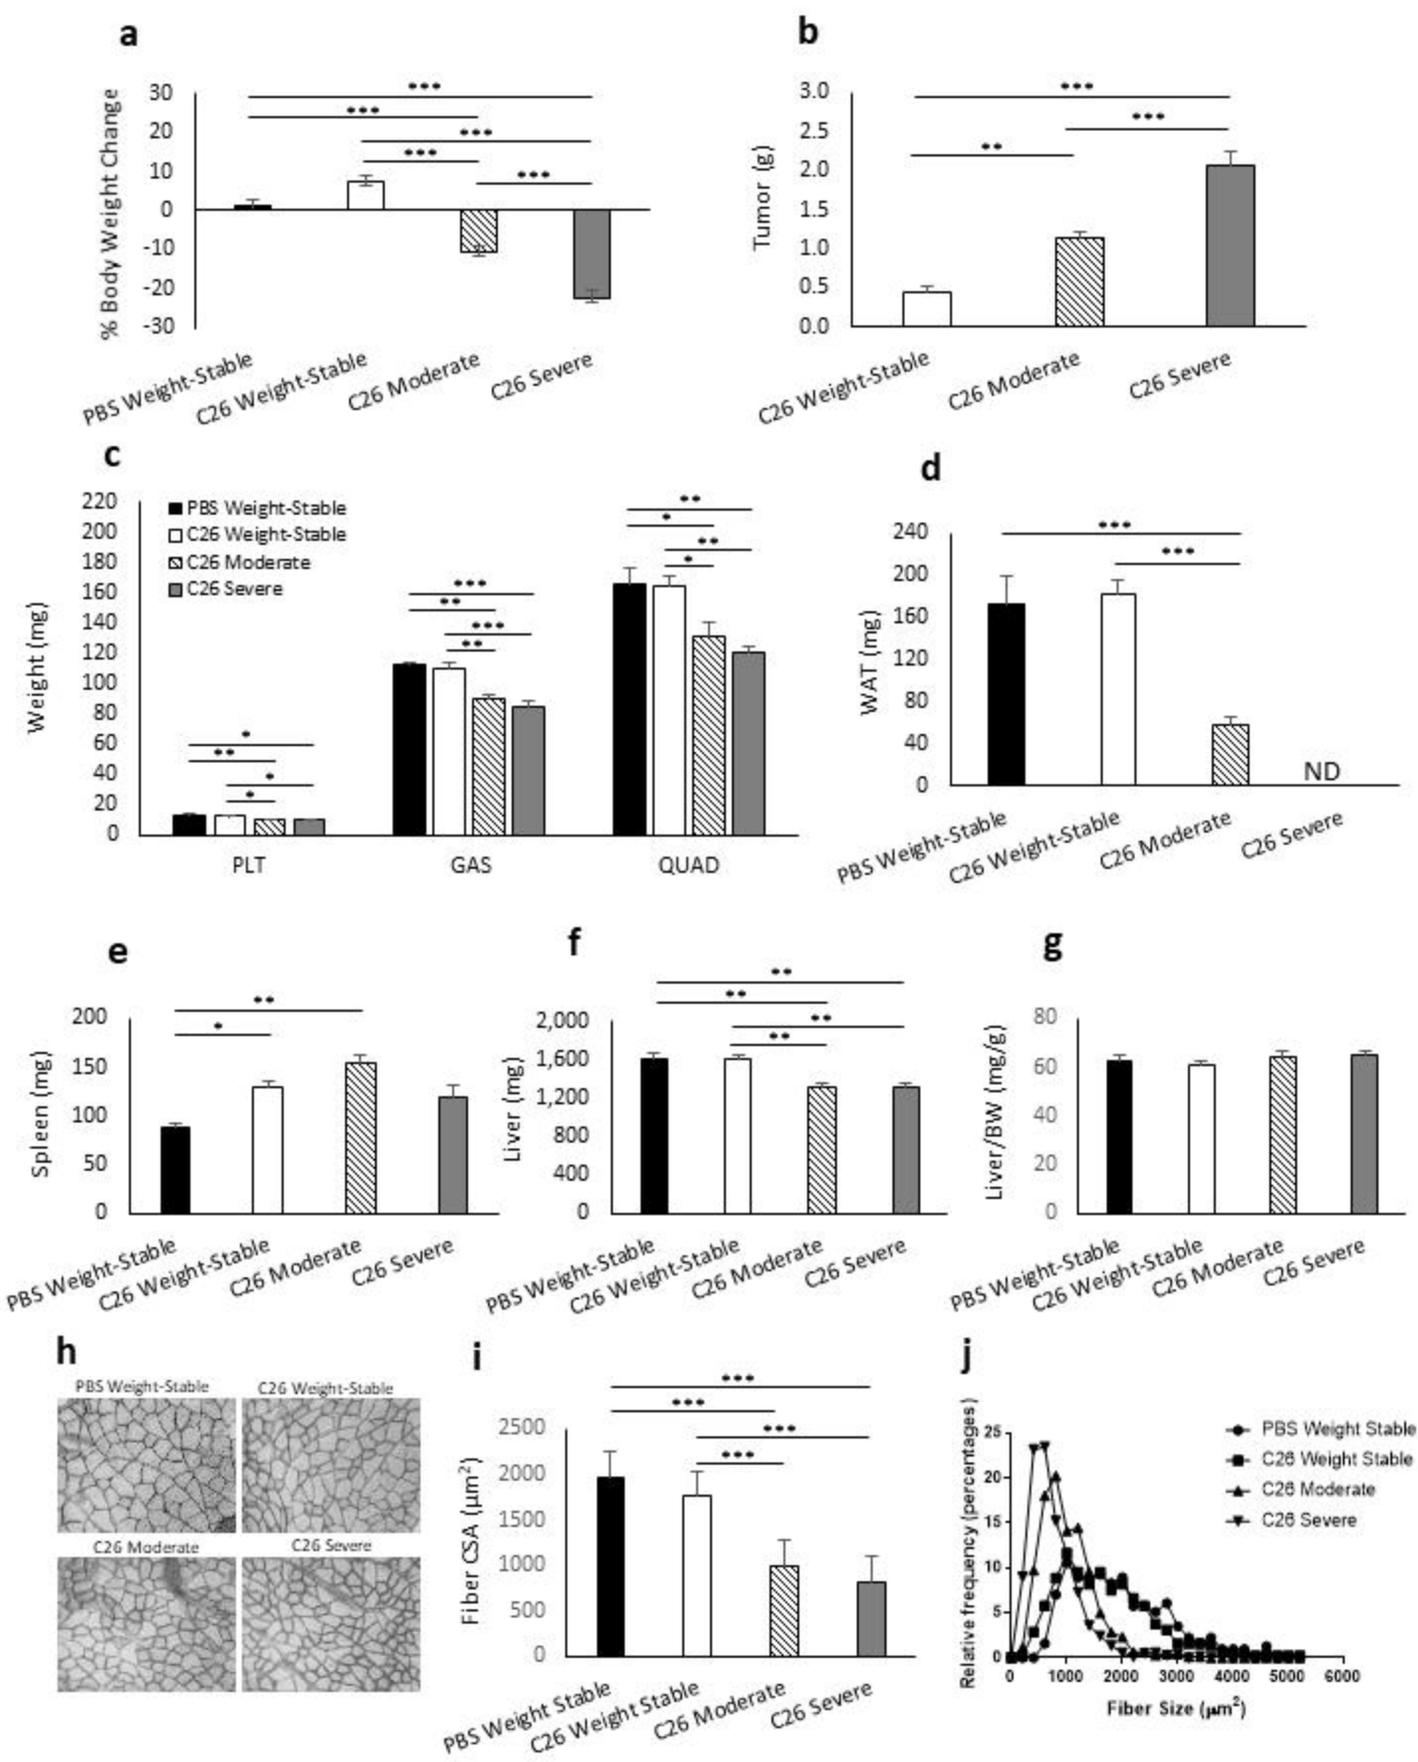 a
% Body Weight Change
30
20
10
0
-10
-20
-30
***
***
***
***
***
PBS Weight-Stable
C26 Weight-Stable
C26 Moderate
C26 Severe
b
Tumor (g)
3.0
2.5
2.0
1.5
1.0
0.5
0.0
***
***
**
C26 Weight-Stable
C26 Moderate
C26 Severe
c
Weight (mg)
220
200
180
160
140
120
100
80
60
40
20
0
PBS Weight-Stable
C26 Weight-Stable
C26 Moderate
C26 Severe
*
**
*
*
***
**
***
**
**
*
**
*
PLT
GAS
QUAD
d
WAT (mg)
240
200
160
120
80
40
0
***
***
ND
PBS Weight-Stable
C26 Weight-Stable
C26 Moderate
C26 Severe
e
Spleen (mg)
200
150
100
50
0
**
*
PBS Weight-Stable
C26 Weight-Stable
C26 Moderate
C26 Severe
f
Liver (mg)
2,000
1,600
1,200
800
400
0
**
**
**
**
PBS Weight-Stable
C26 Weight-Stable
C26 Moderate
C26 Severe
g
Liver/BW (mg/g)
80
60
40
20
0
PBS Weight-Stable
C26 Weight-Stable
C26 Moderate
C26 Severe
h
PBS Weight-Stable
C26 Weight-Stable
C26 Moderate
C26 Severe
i
Fiber CSA (µm²)
2500
2000
1500
1000
500
0
***
***
***
***
PBS Weight Stable
C26 Weight Stable
C26 Moderate
C26 Severe
j
Relative frequency (percentages)
25
20
15
10
5
0
0
1000
2000
3000
4000
5000
6000
Fiber Size (µm²)
PBS Weight Stable
C26 Weight Stable
C26 Moderate
C26 Severe